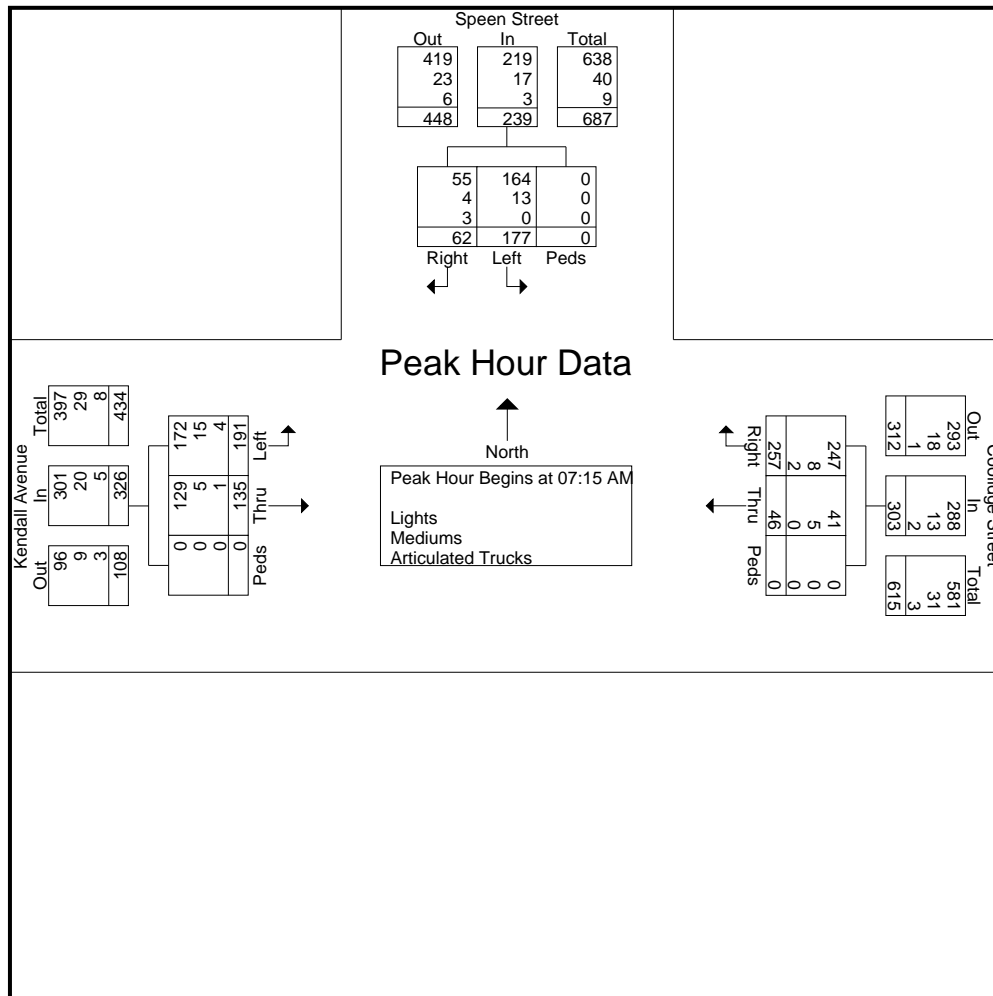 Speen Street
Out In Total
419 219 638
23 17 40
6 3 9
448 239 687
55 164 0
4 13 0
3 0 0
62 177 0
Right Left Peds
Peak Hour Data
North
Peak Hour Begins at 07:15 AM
Lights
Mediums
Articulated Trucks
Kendall Avenue
Out In Total
96 301 397
9 20 29
3 5 8
108 326 434
0 129 172
0 5 15
0 1 4
0 135 191
Peds Thru Left
Street
Out In Total
293 288 581
18 13 31
1 2 3
312 303 615
247 41 0
8 5 0
2 0 0
257 46 0
Right Thru Peds